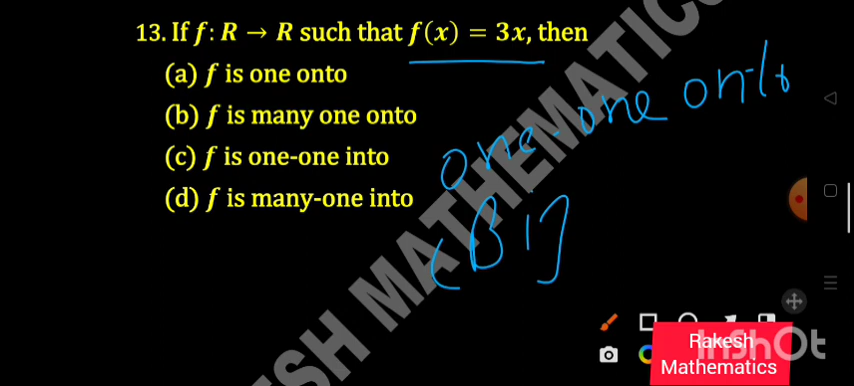 13. If f: R → R such that f(x) = 3x, then
(a) f is one onto
(b) f is many one onto
(c) f is one-one into
(d) f is many-one into
one-one onto
(Bi)
SH MATHEMATIC
InShOt
Rakesh
Mathematics